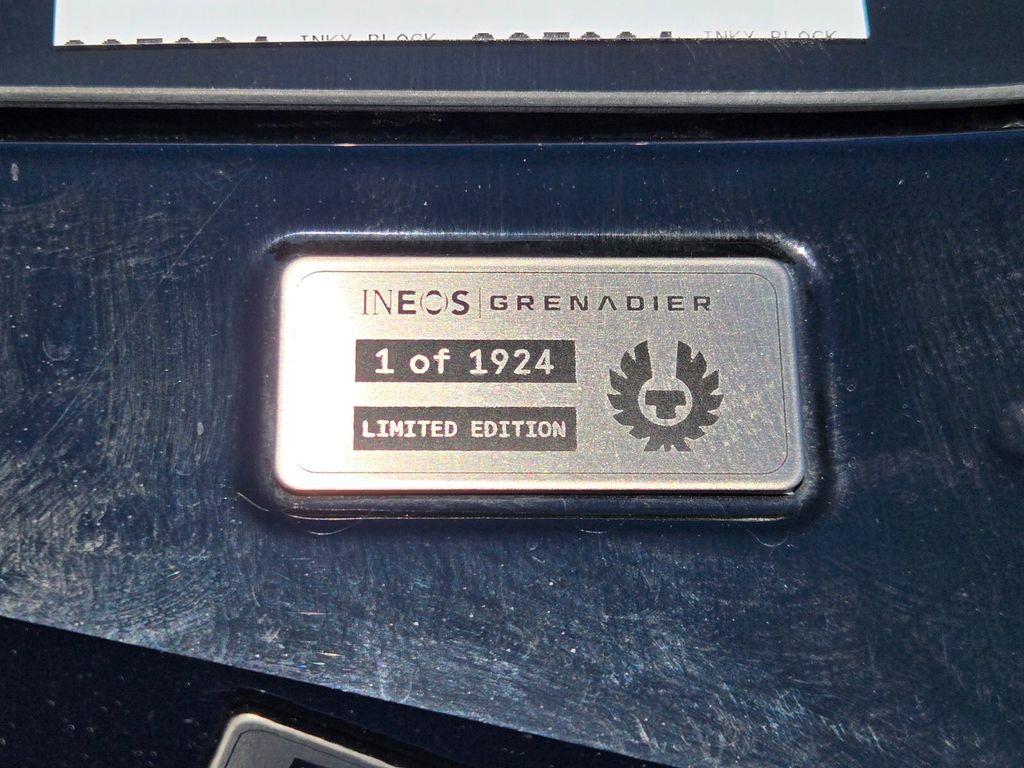 INKY BLOCK INKY BLOCK
INEOS | GRENADIER
1 of 1924
LIMITED EDITION